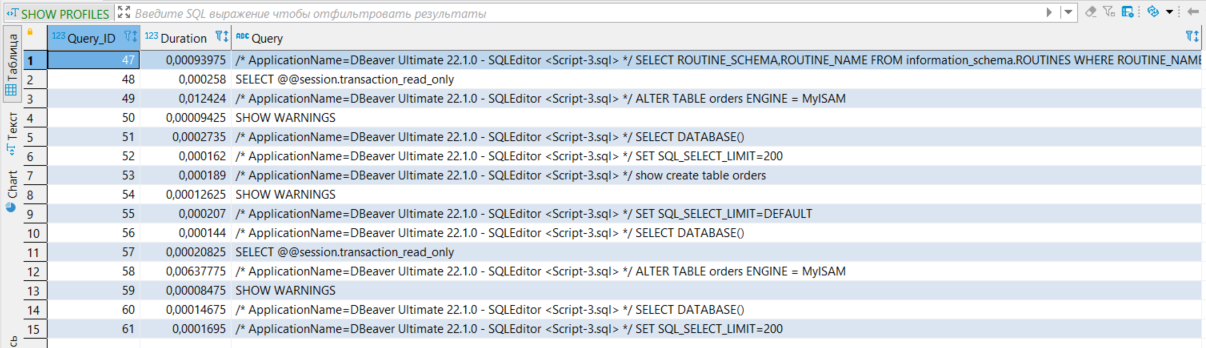 SHOW PROFILES Введите SQL выражение чтобы отфильтровать результаты
Таблица
Текст
Chart
сь
123 Query_ID 123 Duration ABC Query
1 47 0,00093975 /* ApplicationName=DBeaver Ultimate 22.1.0 - SQLEditor <Script-3.sql> */ SELECT ROUTINE_SCHEMA,ROUTINE_NAME FROM information_schema.ROUTINES WHERE ROUTINE_NAME
2 48 0,000258 SELECT @@session.transaction_read_only
3 49 0,012424 /* ApplicationName=DBeaver Ultimate 22.1.0 - SQLEditor <Script-3.sql> */ ALTER TABLE orders ENGINE = MyISAM
4 50 0,00009425 SHOW WARNINGS
5 51 0,0002735 /* ApplicationName=DBeaver Ultimate 22.1.0 - SQLEditor <Script-3.sql> */ SELECT DATABASE()
6 52 0,000162 /* ApplicationName=DBeaver Ultimate 22.1.0 - SQLEditor <Script-3.sql> */ SET SQL_SELECT_LIMIT=200
7 53 0,000189 /* ApplicationName=DBeaver Ultimate 22.1.0 - SQLEditor <Script-3.sql> */ show create table orders
8 54 0,00012625 SHOW WARNINGS
9 55 0,000207 /* ApplicationName=DBeaver Ultimate 22.1.0 - SQLEditor <Script-3.sql> */ SET SQL_SELECT_LIMIT=DEFAULT
10 56 0,000144 /* ApplicationName=DBeaver Ultimate 22.1.0 - SQLEditor <Script-3.sql> */ SELECT DATABASE()
11 57 0,00020825 SELECT @@session.transaction_read_only
12 58 0,00637775 /* ApplicationName=DBeaver Ultimate 22.1.0 - SQLEditor <Script-3.sql> */ ALTER TABLE orders ENGINE = MyISAM
13 59 0,00008475 SHOW WARNINGS
14 60 0,00014675 /* ApplicationName=DBeaver Ultimate 22.1.0 - SQLEditor <Script-3.sql> */ SELECT DATABASE()
15 61 0,0001695 /* ApplicationName=DBeaver Ultimate 22.1.0 - SQLEditor <Script-3.sql> */ SET SQL_SELECT_LIMIT=200